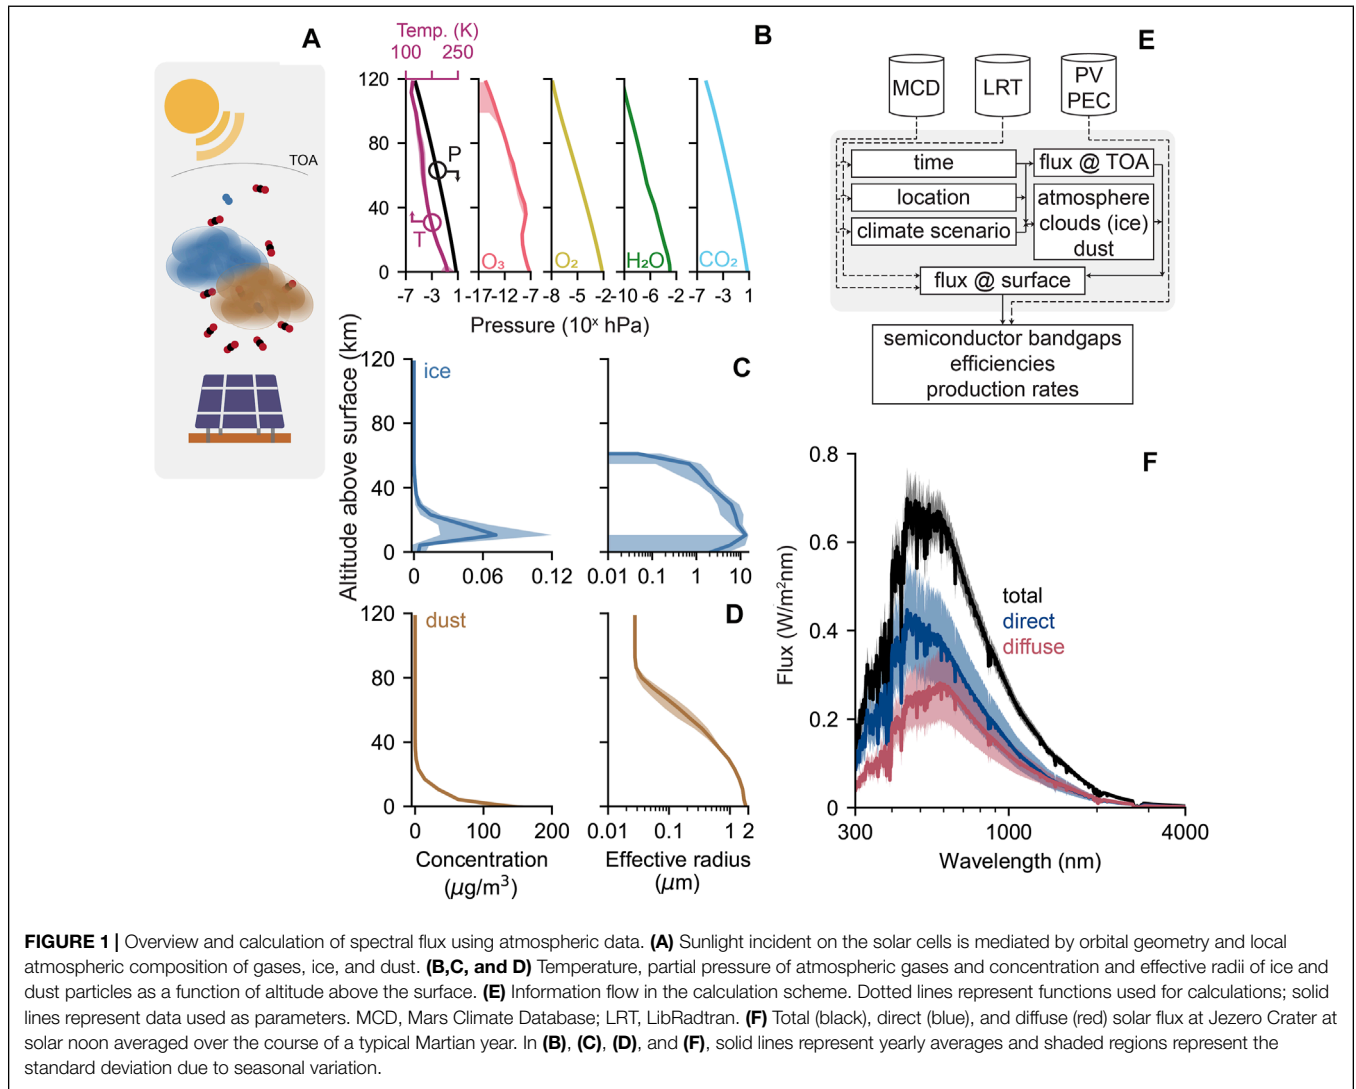 A
TOA
B
Temp. (K)
100 250
120
80
40
0
P
T
O₃
O₂
H₂O
CO₂
-7 -3 1 -17 -12 -7 -8 -5 -2 -10 -6 -2 -7 -3 1
Pressure (10ˣ hPa)
Altitude above surface (km)
C
120
80
40
0
ice
0 0.06 0.12
0.01 0.1 1 10
D
120
80
40
0
dust
0 100 200
0.01 0.1 1 2
Concentration
(μg/m³)
Effective radius
(μm)
E
MCD
LRT
PV
PEC
time
location
climate scenario
flux @ TOA
atmosphere
clouds (ice)
dust
flux @ surface
semiconductor bandgaps
efficiencies
production rates
F
0.8
0.6
0.4
0.2
0
Flux (W/m²nm)
total
direct
diffuse
300 1000 4000
Wavelength (nm)
FIGURE 1 | Overview and calculation of spectral flux using atmospheric data. (A) Sunlight incident on the solar cells is mediated by orbital geometry and local
atmospheric composition of gases, ice, and dust. (B,C, and D) Temperature, partial pressure of atmospheric gases and concentration and effective radii of ice and
dust particles as a function of altitude above the surface. (E) Information flow in the calculation scheme. Dotted lines represent functions used for calculations; solid
lines represent data used as parameters. MCD, Mars Climate Database; LRT, LibRadtran. (F) Total (black), direct (blue), and diffuse (red) solar flux at Jezero Crater at
solar noon averaged over the course of a typical Martian year. In (B), (C), (D), and (F), solid lines represent yearly averages and shaded regions represent the
standard deviation due to seasonal variation.